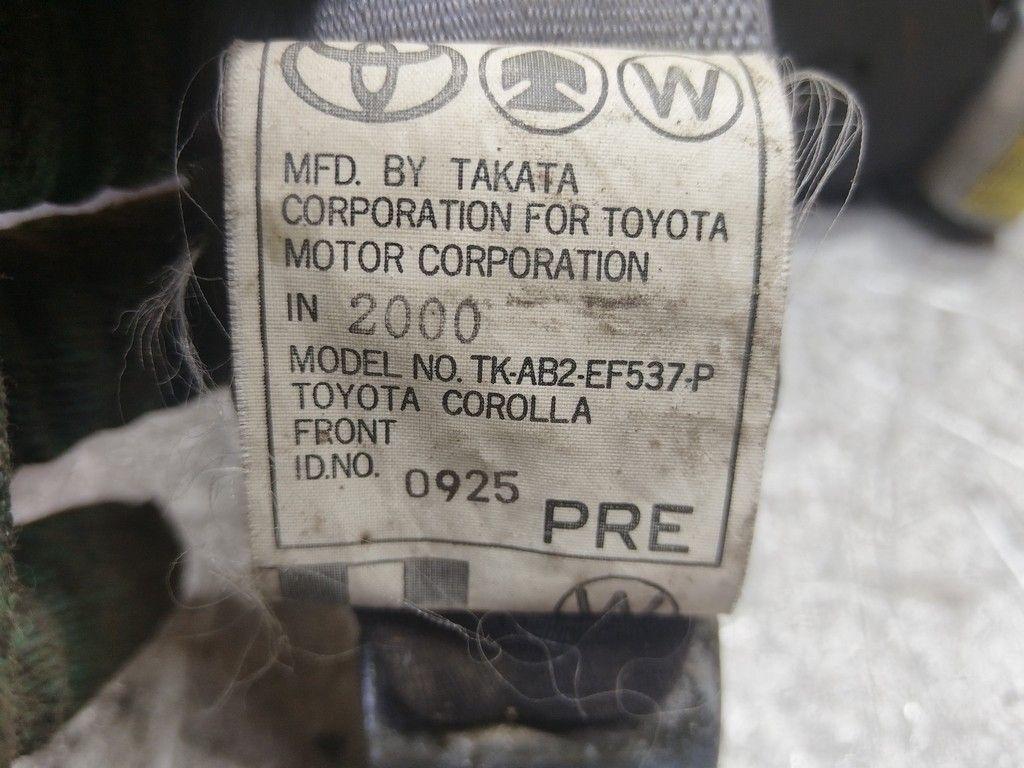 W
MFD. BY TAKATA
CORPORATION FOR TOYOTA
MOTOR CORPORATION
IN 2000
MODEL NO. TK-AB2-EF537-P
TOYOTA COROLLA
FRONT
ID.NO. 0925
PRE
W